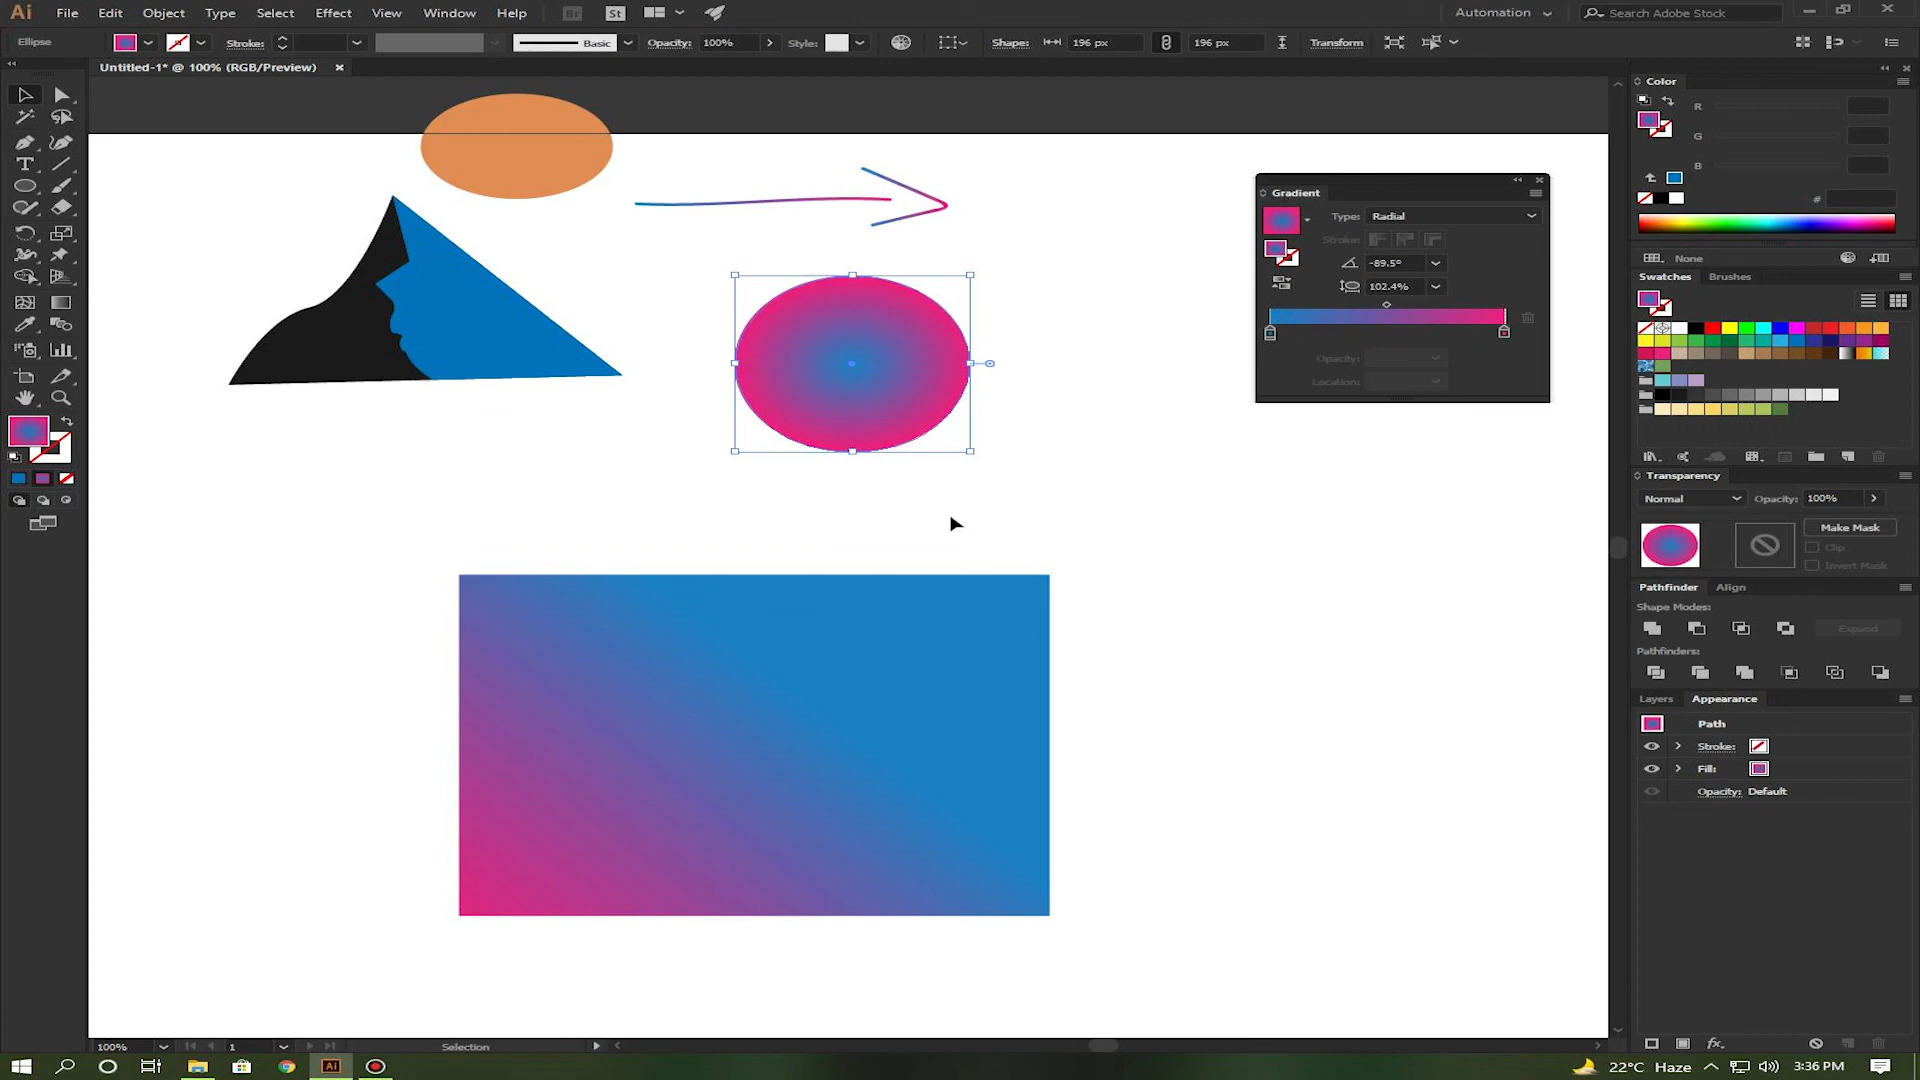 Ai File Edit Object Type Select Effect View Window Help Br St Automation Search Adobe Stock
Ellipse Stroke: Basic Opacity: 100% Style: Shape: 196 px 196 px Transform
Untitled-1* @ 100% (RGB/Preview)
Color
R
G
B
#
None
Gradient
Type: Radial
Stroke:
-89.5°
102.4%
Opacity:
Location:
Swatches Brushes
Transparency
Normal Opacity: 100%
Make Mask
Clip
Invert Mask
Pathfinder Align
Shape Modes:
Expand
Pathfinders:
Layers Appearance
Path
Stroke:
Fill:
Opacity: Default
fx
100% 1 Selection
Ai 22°C Haze 3:36 PM